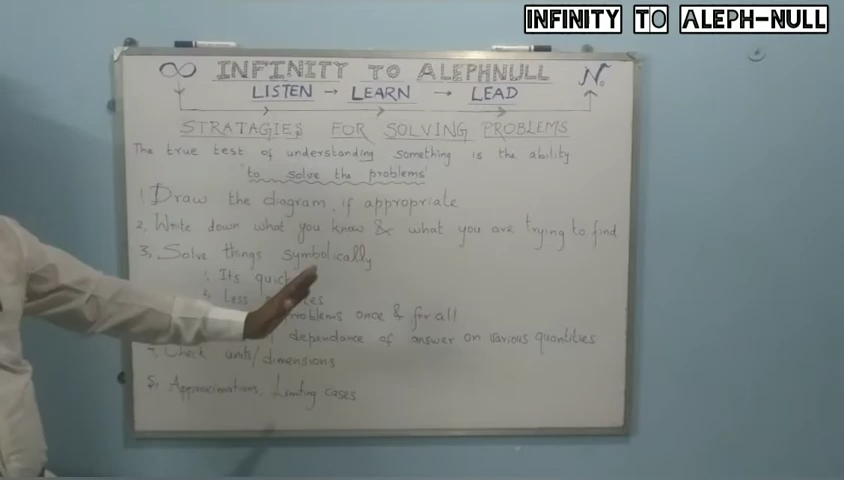 INFINITY TO ALEPH-NULL
∞ INFINITY TO ALEPHNULL N.
LISTEN → LEARN → LEAD
STRATAGIES FOR SOLVING PROBLEMS
The true test of understanding something is the ability
"to solve the problems"
1. Draw the diagram, if appropriate
2. Write down what you know & what you are trying to find
3. Solve things symbolically
1. Its
Less
problems once & for all
dependance of answer on various quantities
Check units/dimensions
5. Approximations, Limiting cases